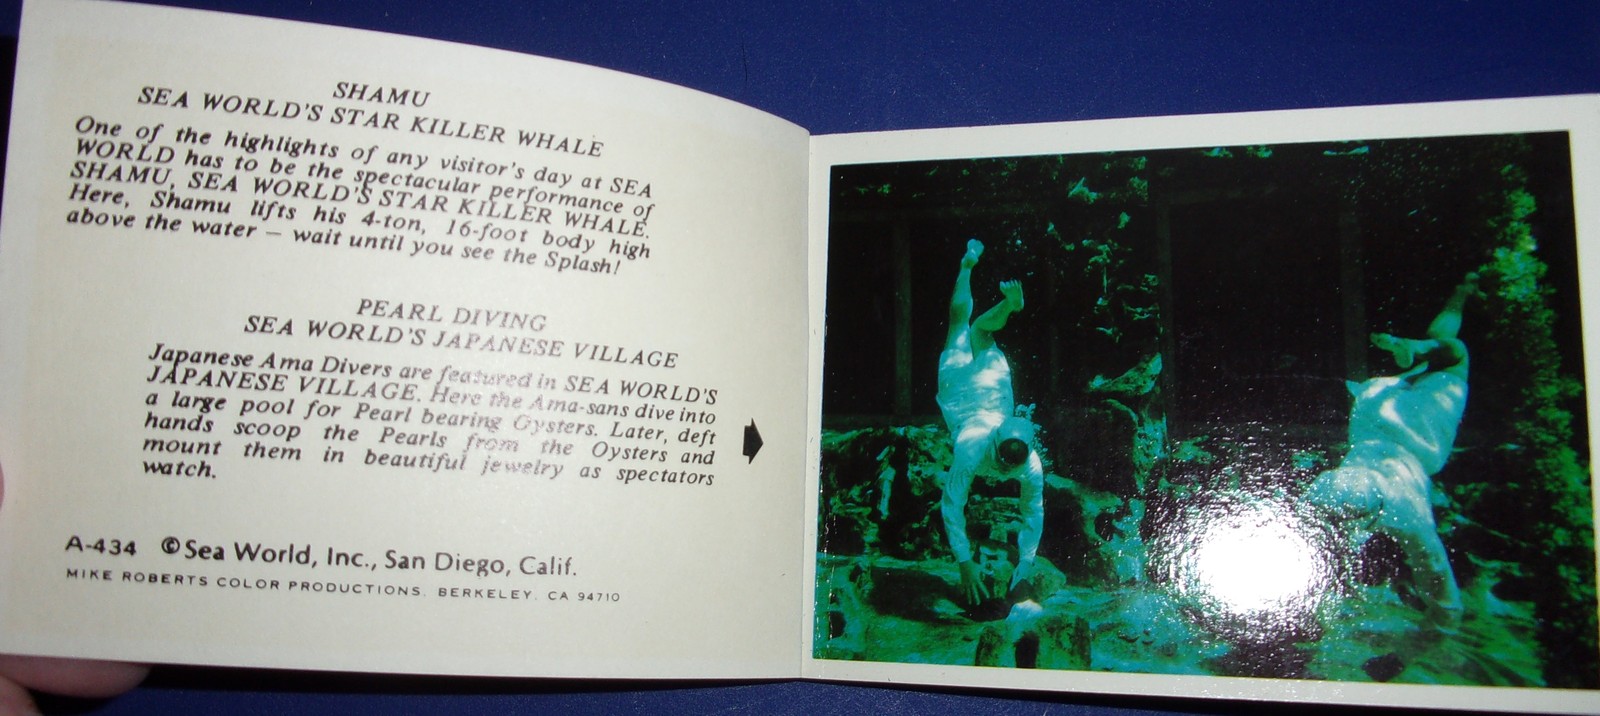 SHAMU
SEA WORLD'S STAR KILLER WHALE
One of the highlights of any visitor's day at SEA
WORLD has to be the spectacular performance of
SHAMU, SEA WORLD'S STAR KILLER WHALE.
Here, Shamu lifts his 4-ton, 16-foot body high
above the water — wait until you see the Splash!
PEARL DIVING
SEA WORLD'S JAPANESE VILLAGE
Japanese Ama Divers are featured in SEA WORLD'S
JAPANESE VILLAGE. Here the Ama-sans dive into
a large pool for Pearl bearing Oysters. Later, deft
hands scoop the Pearls from the Oysters and
mount them in beautiful jewelry as spectators
watch.
A-434 ©Sea World, Inc., San Diego, Calif.
MIKE ROBERTS COLOR PRODUCTIONS, BERKELEY, CA 94710